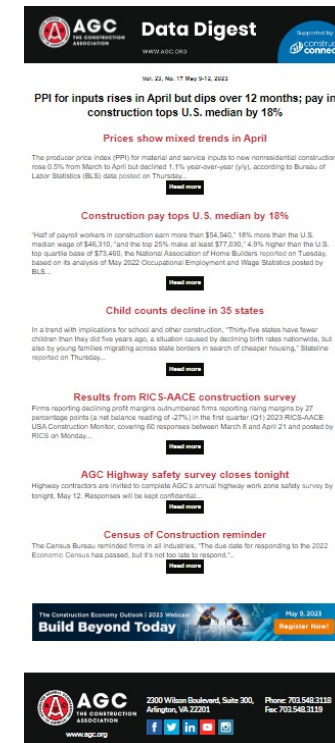 AGC
THE CONSTRUCTION
ASSOCIATION
Data Digest
WWW.AGC.ORG
Supported by
construct
connect
Vol. 23, No. 17 May 9-12, 2023
PPI for inputs rises in April but dips over 12 months; pay in
construction tops U.S. median by 18%
Prices show mixed trends in April
The producer price index (PPI) for material and service inputs to new nonresidential construction
rose 0.5% from March to April but declined 1.1% year-over-year (y/y), according to Bureau of
Labor Statistics (BLS) data posted on Thursday...
Read more
Construction pay tops U.S. median by 18%
"Half of payroll workers in construction earn more than $54,540," 18% more than the U.S.
median wage of $46,310, "and the top 25% make at least $77,030," 4.9% higher than the U.S.
top quartile base of $73,460, the National Association of Home Builders reported on Tuesday,
based on its analysis of May 2022 Occupational Employment and Wage Statistics posted by
BLS...
Read more
Child counts decline in 35 states
In a trend with implications for school and other construction, "Thirty-five states have fewer
children than they did five years ago, a situation caused by declining birth rates nationwide, but
also by young families migrating across state borders in search of cheaper housing," Stateline
reported on Thursday...
Read more
Results from RICS-AACE construction survey
Firms reporting declining profit margins outnumbered firms reporting rising margins by 27
percentage points (a net balance reading of -27%) in the first quarter (Q1) 2023 RICS-AACE
USA Construction Monitor, covering 60 responses between March 8 and April 21 and posted by
RICS on Monday...
Read more
AGC Highway safety survey closes tonight
Highway contractors are invited to complete AGC's annual highway work zone safety survey by
tonight, May 12. Responses will be kept confidential...
Read more
Census of Construction reminder
The Census Bureau reminded firms in all industries, "The due date for responding to the 2022
Economic Census has passed, but it's not too late to respond."...
Read more
The Construction Economy Outlook | 2023 Webcast
Build Beyond Today
May 9, 2023
Register Now!
AGC
THE CONSTRUCTION
ASSOCIATION
www.agc.org
2300 Wilson Boulevard, Suite 300,
Arlington, VA 22201
Phone: 703.548.3118
Fax: 703.548.3119